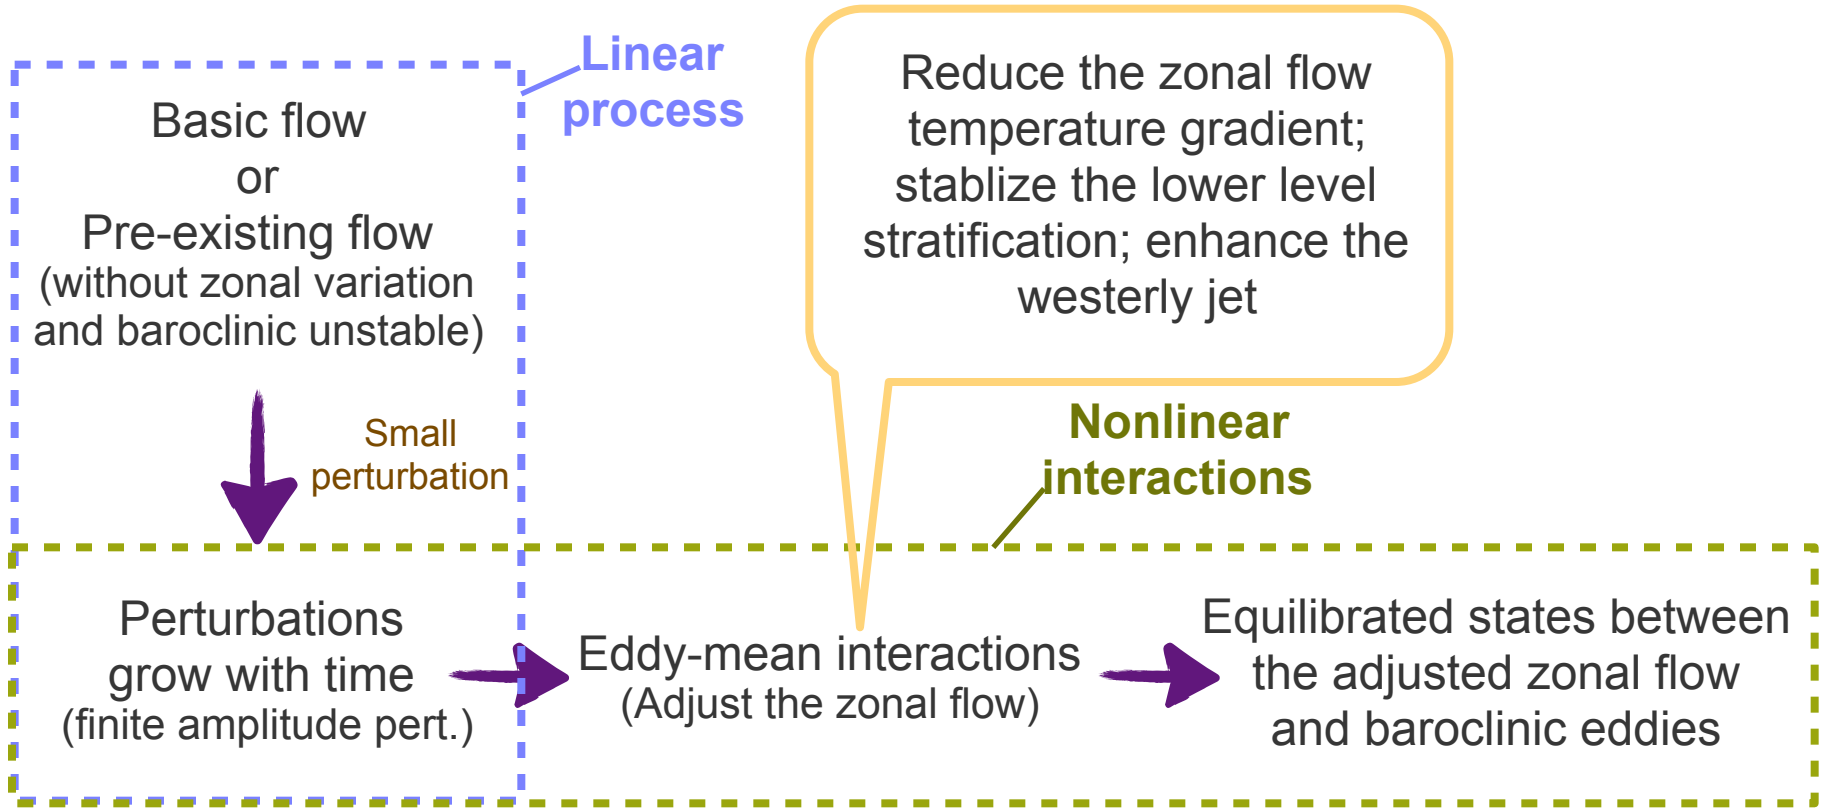 Linear
process
Basic flow
or
Pre-existing flow
(without zonal variation
and baroclinic unstable)
Small
perturbation
Reduce the zonal flow
temperature gradient;
stablize the lower level
stratification; enhance the
westerly jet
Nonlinear
interactions
Perturbations
grow with time
(finite amplitude pert.)
Eddy-mean interactions
(Adjust the zonal flow)
Equilibrated states between
the adjusted zonal flow
and baroclinic eddies